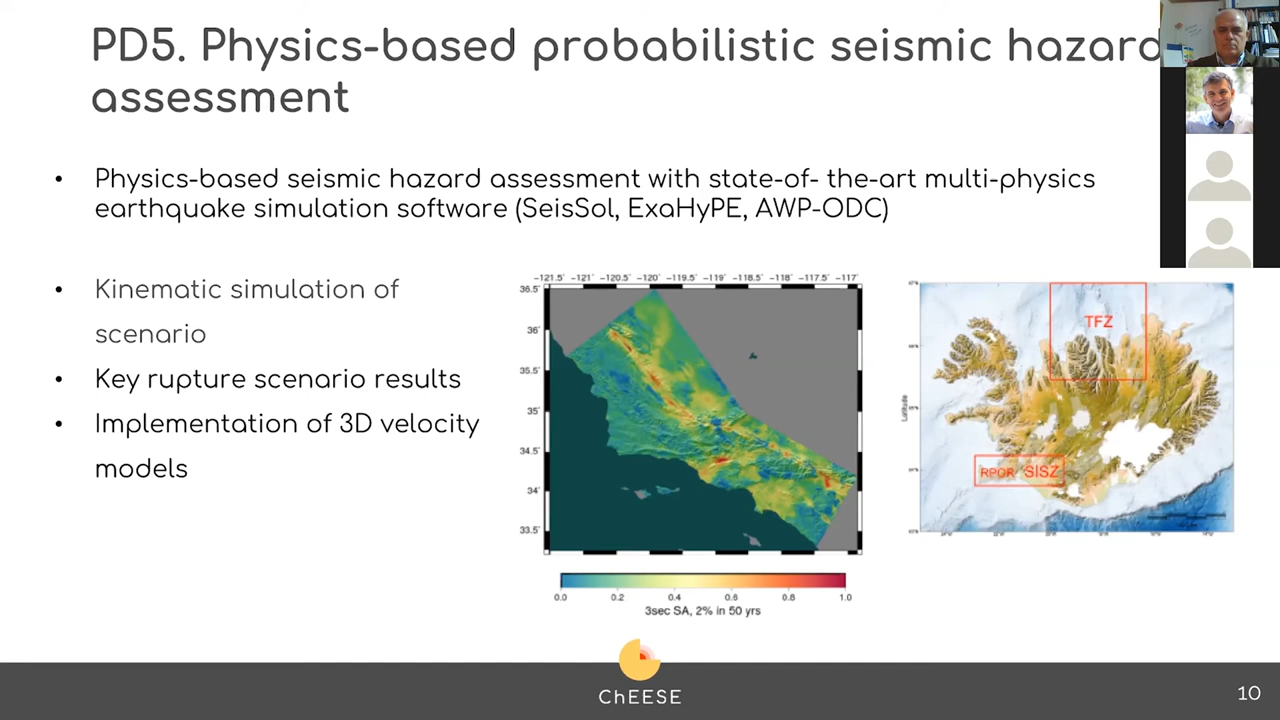 PD5. Physics-based probabilistic seismic hazard
assessment
• Physics-based seismic hazard assessment with state-of- the-art multi-physics
earthquake simulation software (SeisSol, ExaHyPE, AWP-ODC)
• Kinematic simulation of
scenario
• Key rupture scenario results
• Implementation of 3D velocity
models
-121.5° -121° -120.5° -120° -119.5° -119° -118.5° -118° -117.5° -117°
36.5°
36°
35.5°
35°
34.5°
34°
33.5°
0.0 0.2 0.4 0.6 0.8 1.0
3sec SA, 2% in 50 yrs
TFZ
Latitude
RPOR SISZ
ChEESE
10